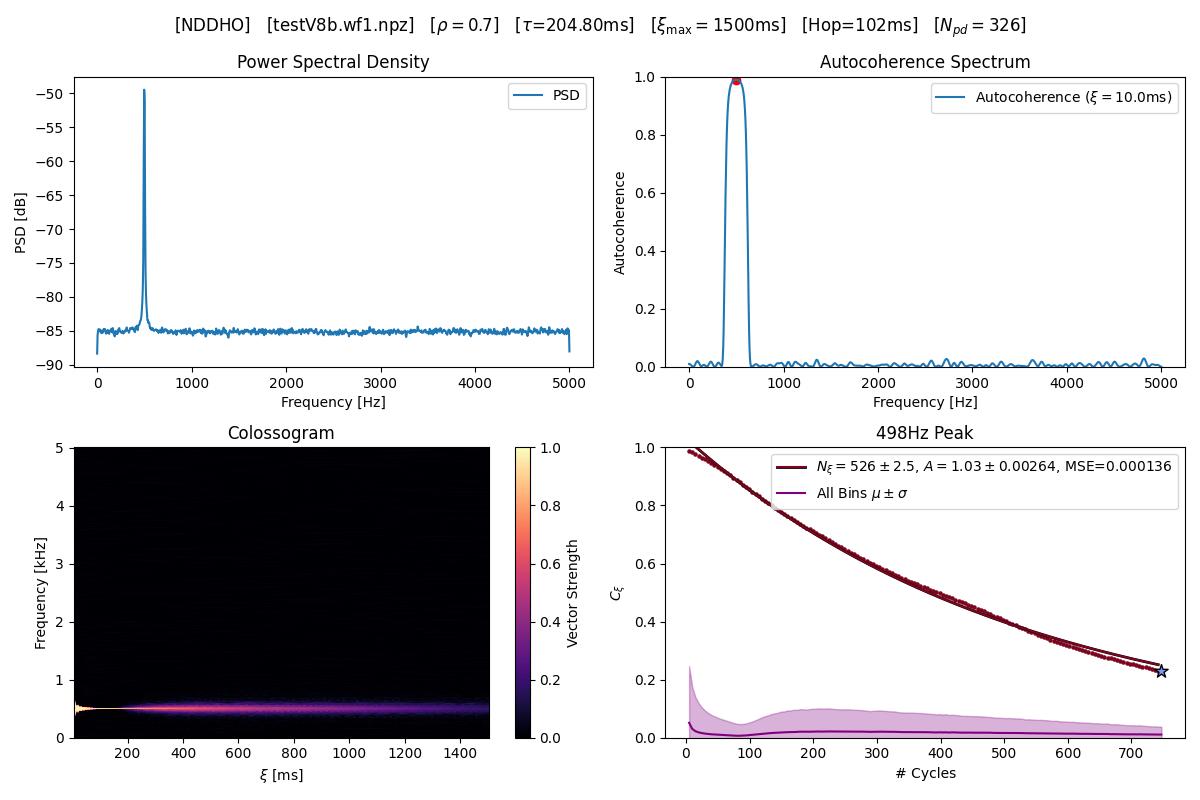 [NDDHO] [testV8b.wf1.npz] [ρ = 0.7] [τ=204.80ms] [ξmax = 1500ms] [Hop=102ms] [Npd = 326]
Power Spectral Density
PSD
−50
−55
−60
−65
−70
−75
−80
−85
−90
PSD [dB]
0 1000 2000 3000 4000 5000
Frequency [Hz]
Autocoherence Spectrum
Autocoherence (ξ = 10.0ms)
1.0
0.8
0.6
0.4
0.2
0.0
Autocoherence
0 1000 2000 3000 4000 5000
Frequency [Hz]
Colossogram
5
4
3
2
1
0
Frequency [kHz]
200 400 600 800 1000 1200 1400
ξ [ms]
1.0
0.8
0.6
0.4
0.2
0.0
Vector Strength
498Hz Peak
Nξ = 526 ± 2.5, A = 1.03 ± 0.00264, MSE=0.000136
All Bins μ ± σ
1.0
0.8
0.6
0.4
0.2
0.0
Cξ
0 100 200 300 400 500 600 700
# Cycles